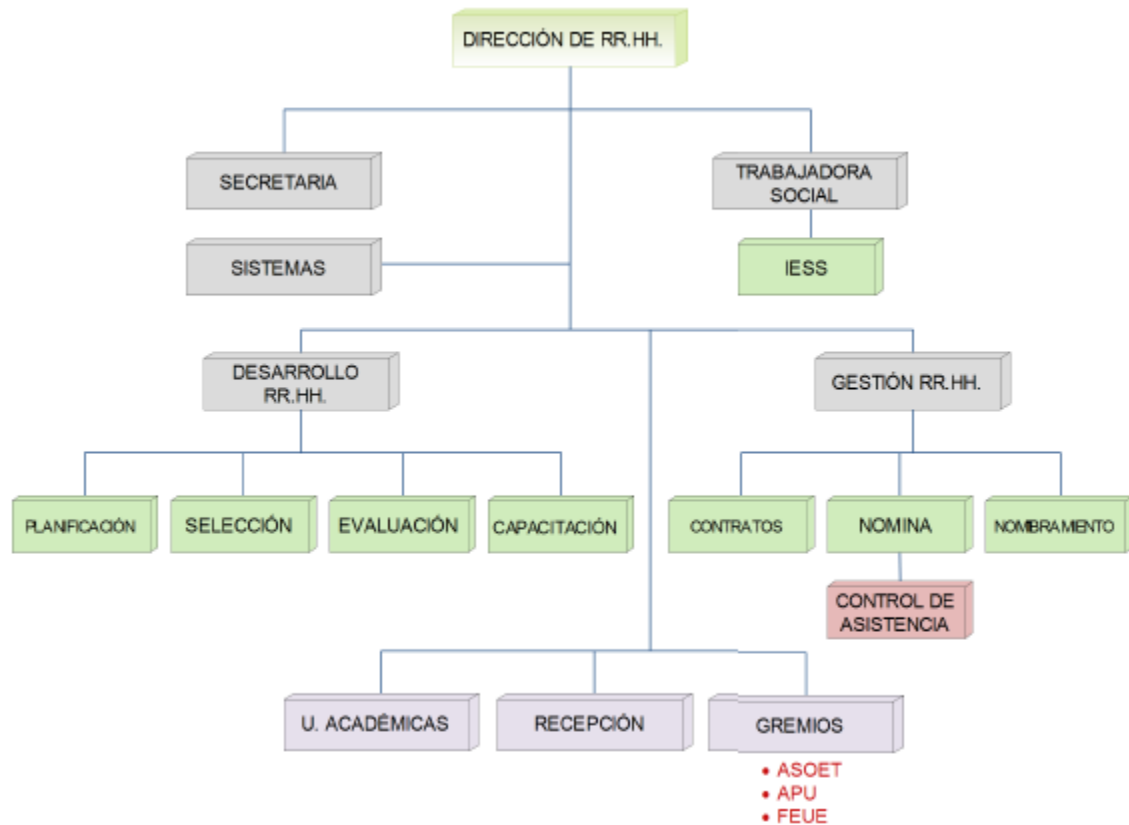 DIRECCIÓN DE RR.HH.
SECRETARIA
TRABAJADORA
SOCIAL
SISTEMAS
IESS
DESARROLLO
RR.HH.
GESTIÓN RR.HH.
PLANIFICACIÓN
SELECCIÓN
EVALUACIÓN
CAPACITACIÓN
CONTRATOS
NOMINA
NOMBRAMIENTO
CONTROL DE
ASISTENCIA
U. ACADÉMICAS
RECEPCIÓN
GREMIOS
• ASOET
• APU
• FEUE